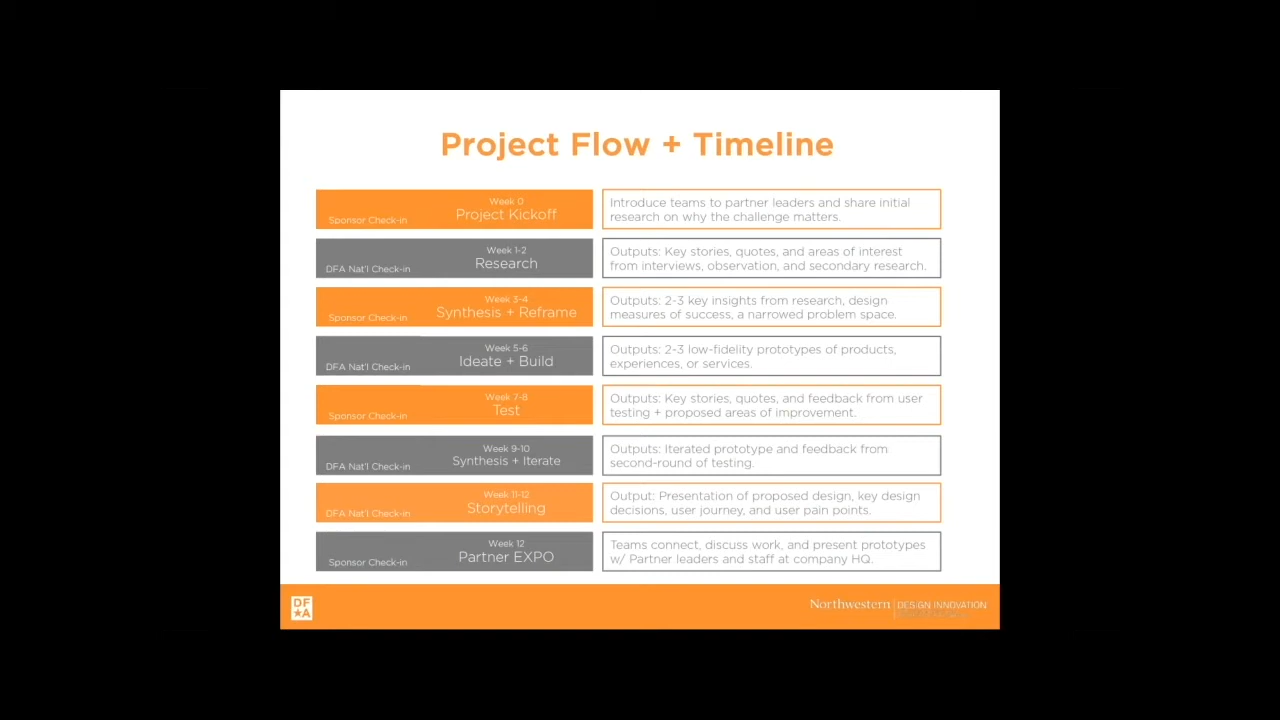 Project Flow + Timeline
Week 0
Sponsor Check-in Project Kickoff
Introduce teams to partner leaders and share initial
research on why the challenge matters.
Week 1-2
DFA Nat'l Check-in Research
Outputs: Key stories, quotes, and areas of interest
from interviews, observation, and secondary research.
Week 3-4
Sponsor Check-in Synthesis + Reframe
Outputs: 2-3 key insights from research, design
measures of success, a narrowed problem space.
Week 5-6
DFA Nat'l Check-in Ideate + Build
Outputs: 2-3 low-fidelity prototypes of products,
experiences, or services.
Week 7-8
Sponsor Check-in Test
Outputs: Key stories, quotes, and feedback from user
testing + proposed areas of improvement.
Week 9-10
DFA Nat'l Check-in Synthesis + Iterate
Outputs: Iterated prototype and feedback from
second-round of testing.
Week 11-12
DFA Nat'l Check-in Storytelling
Output: Presentation of proposed design, key design
decisions, user journey, and user pain points.
Week 12
Sponsor Check-in Partner EXPO
Teams connect, discuss work, and present prototypes
w/ Partner leaders and staff at company HQ.
DF
A
Northwestern | DESIGN INNOVATION